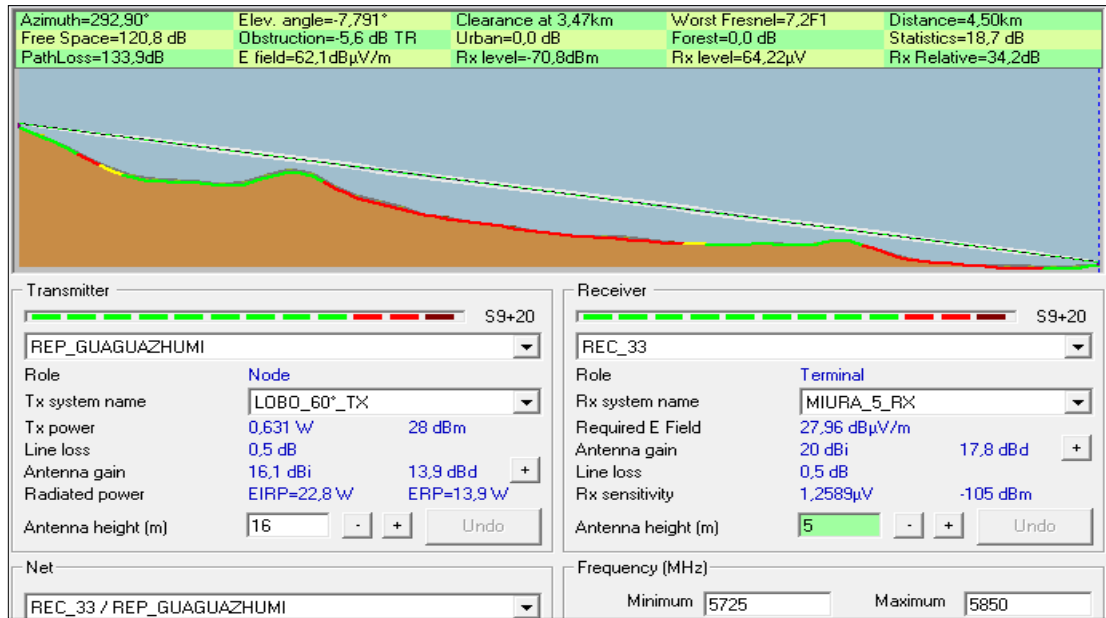 Azimuth=292,90° Elev. angle=-7,791° Clearance at 3,47km Worst Fresnel=7,2F1 Distance=4,50km
Free Space=120,8 dB Obstruction=-5,6 dB TR Urban=0,0 dB Forest=0,0 dB Statistics=18,7 dB
PathLoss=133,9dB E field=62,1dBµV/m Rx level=-70,8dBm Rx level=64,22µV Rx Relative=34,2dB
Transmitter
S9+20
REP_GUAGUAZHUMI
Role Node
Tx system name LOBO_60°_TX
Tx power 0,631 W 28 dBm
Line loss 0,5 dB
Antenna gain 16,1 dBi 13,9 dBd +
Radiated power EIRP=22,8 W ERP=13,9 W
Antenna height (m) 16 - + Undo
Receiver
S9+20
REC_33
Role Terminal
Rx system name MIURA_5_RX
Required E Field 27,96 dBµV/m
Antenna gain 20 dBi 17,8 dBd +
Line loss 0,5 dB
Rx sensitivity 1,2589µV -105 dBm
Antenna height (m) 5 - + Undo
Net
REC_33 / REP_GUAGUAZHUMI
Frequency (MHz)
Minimum 5725 Maximum 5850